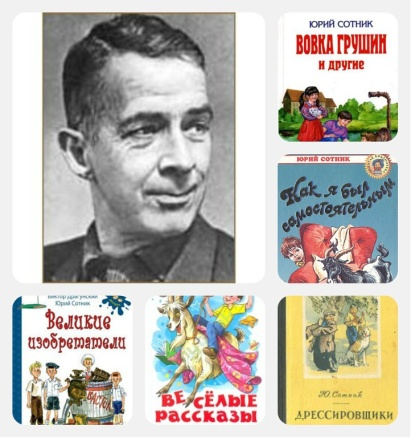 ЮРИЙ СОТНИК
ВОВКА ГРУШИН
и другие
ЮРИЙ СОТНИК
Как я был
самостоятельным
Виктор Драгунский
Юрий Сотник
Великие
изобретатели
ВЕСЁЛЫЕ
РАССКАЗЫ
Ю. Сотник
ДРЕССИРОВЩИКИ